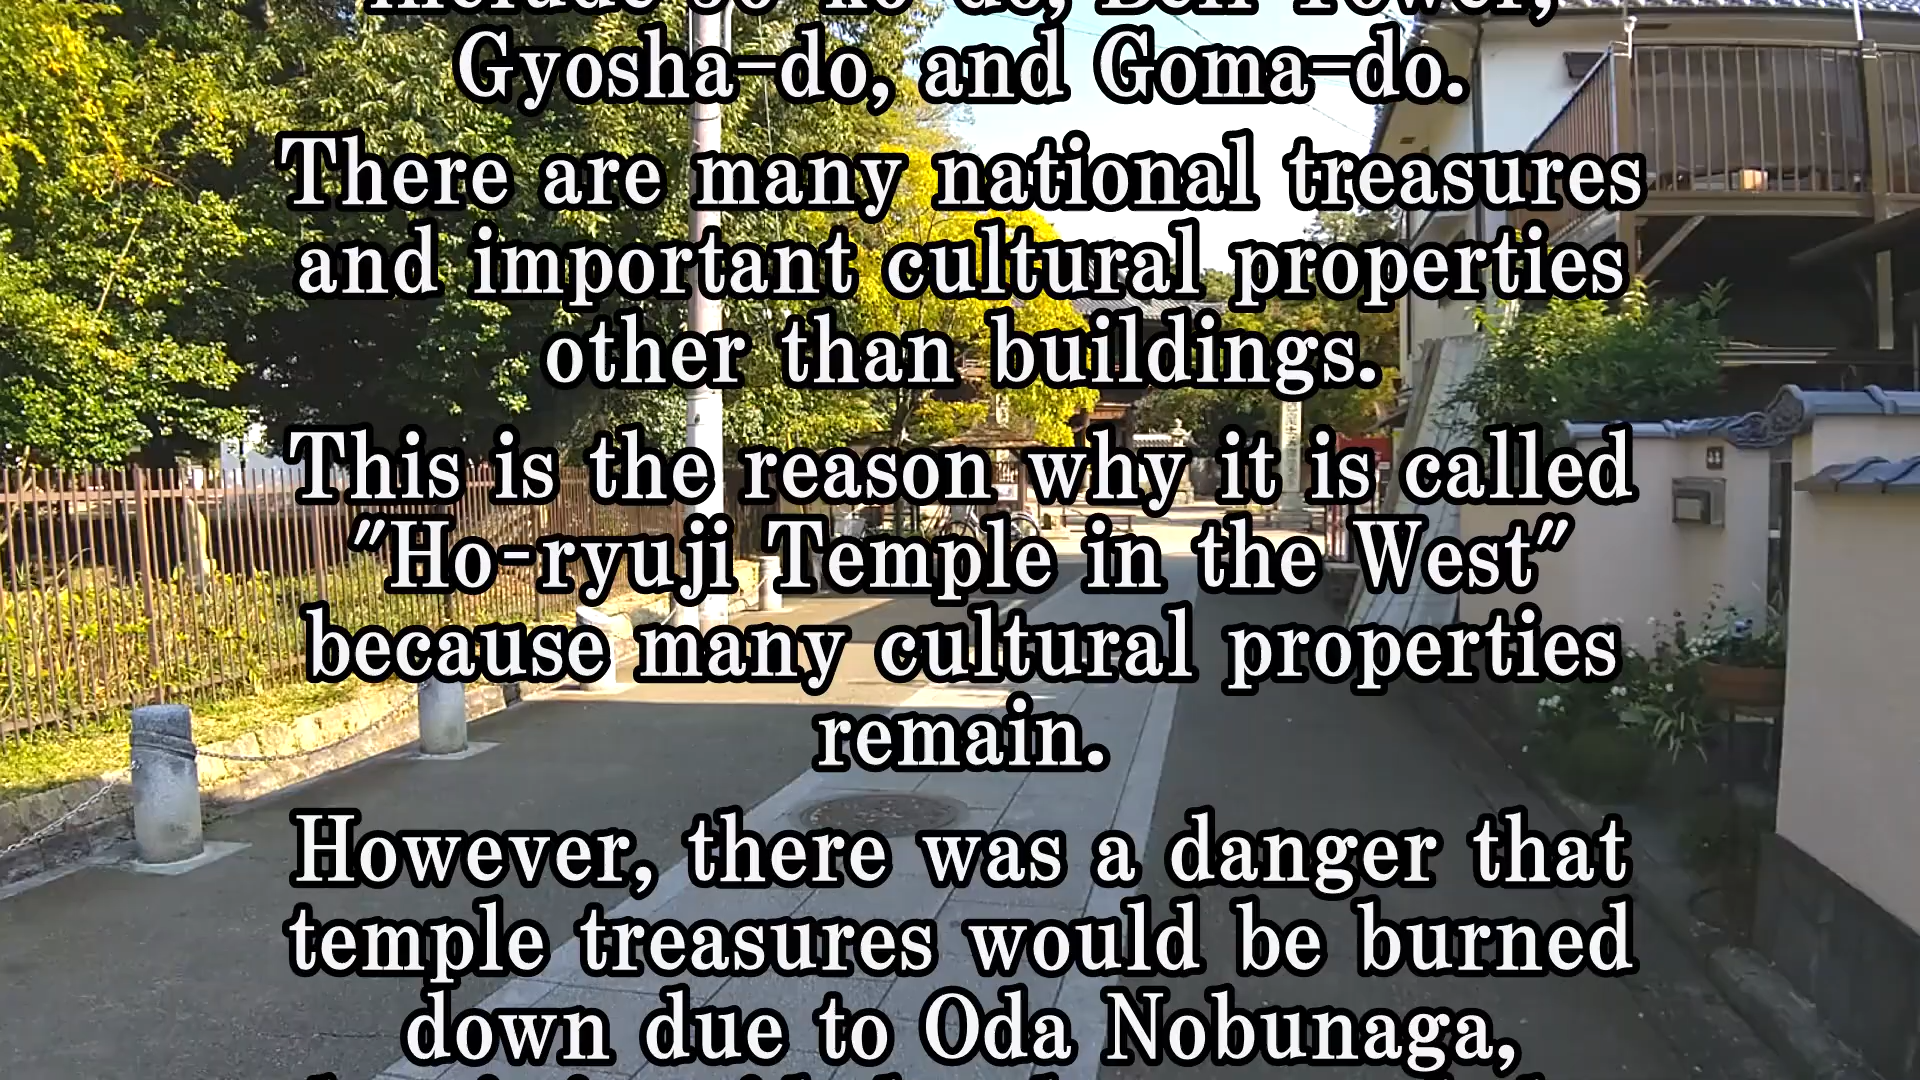 Gyosha-do, and Goma-do.
There are many national treasures
and important cultural properties
other than buildings.
This is the reason why it is called
"Ho-ryuji Temple in the West"
because many cultural properties
remain.
However, there was a danger that
temple treasures would be burned
down due to Oda Nobunaga,